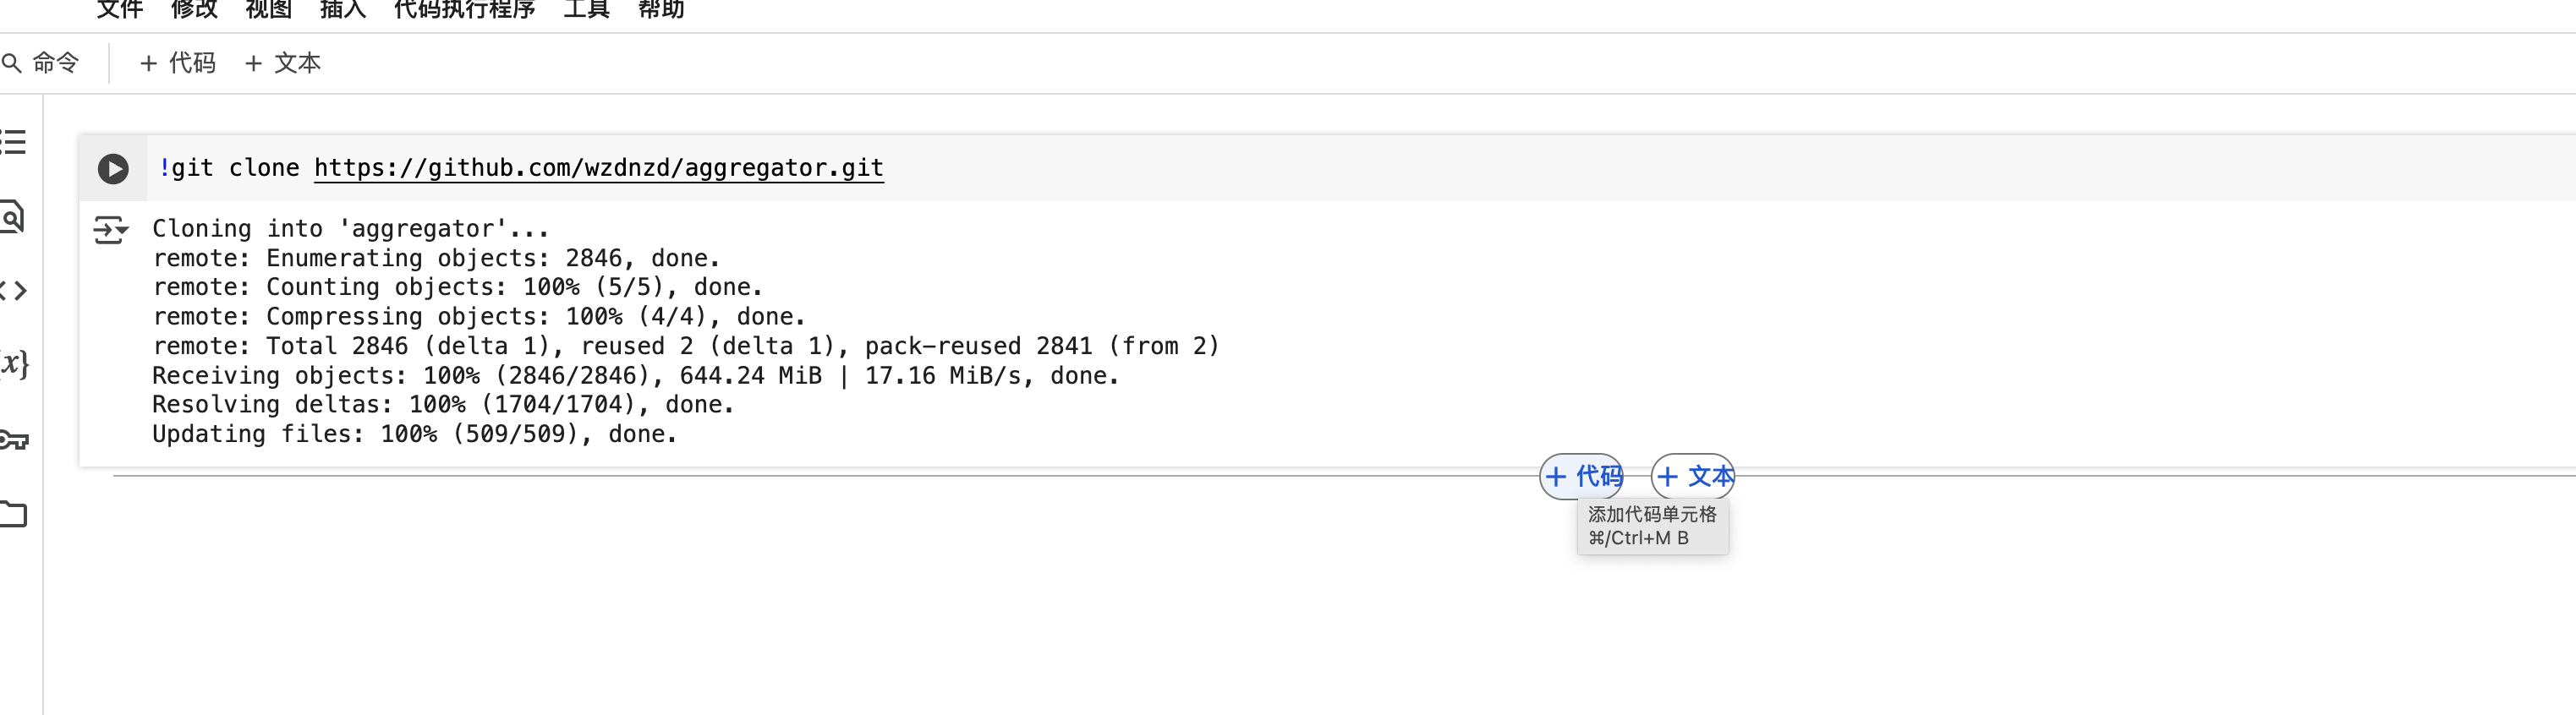 文件 修改 视图 插入 代码执行程序 工具 帮助
命令 + 代码 + 文本
!git clone https://github.com/wzdnzd/aggregator.git
Cloning into 'aggregator'...
remote: Enumerating objects: 2846, done.
remote: Counting objects: 100% (5/5), done.
remote: Compressing objects: 100% (4/4), done.
remote: Total 2846 (delta 1), reused 2 (delta 1), pack-reused 2841 (from 2)
Receiving objects: 100% (2846/2846), 644.24 MiB | 17.16 MiB/s, done.
Resolving deltas: 100% (1704/1704), done.
Updating files: 100% (509/509), done.
+ 代码 + 文本
添加代码单元格
⌘/Ctrl+M B